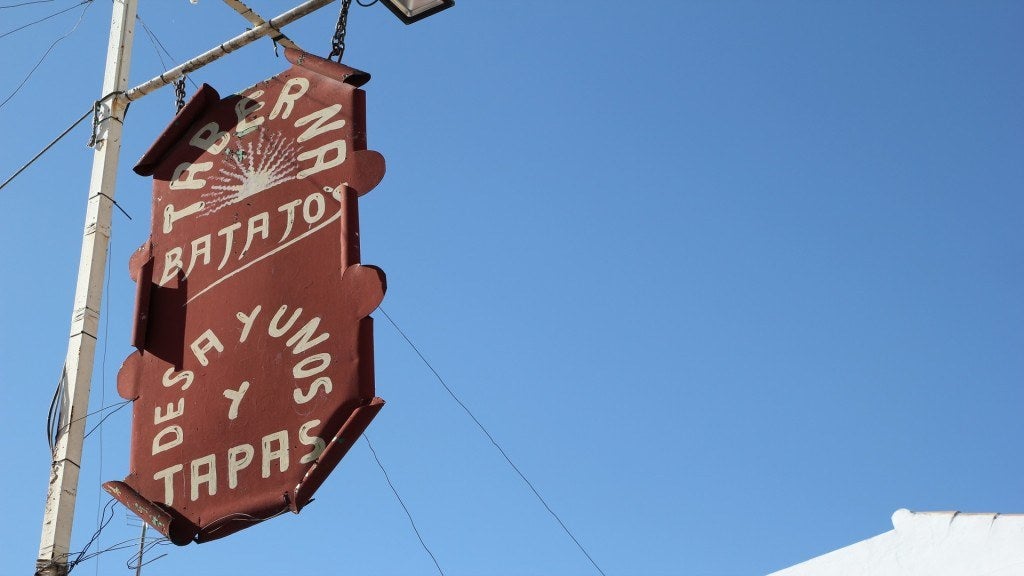 TABERNA
BATATO'S
DESAYUNOS
Y
TAPAS